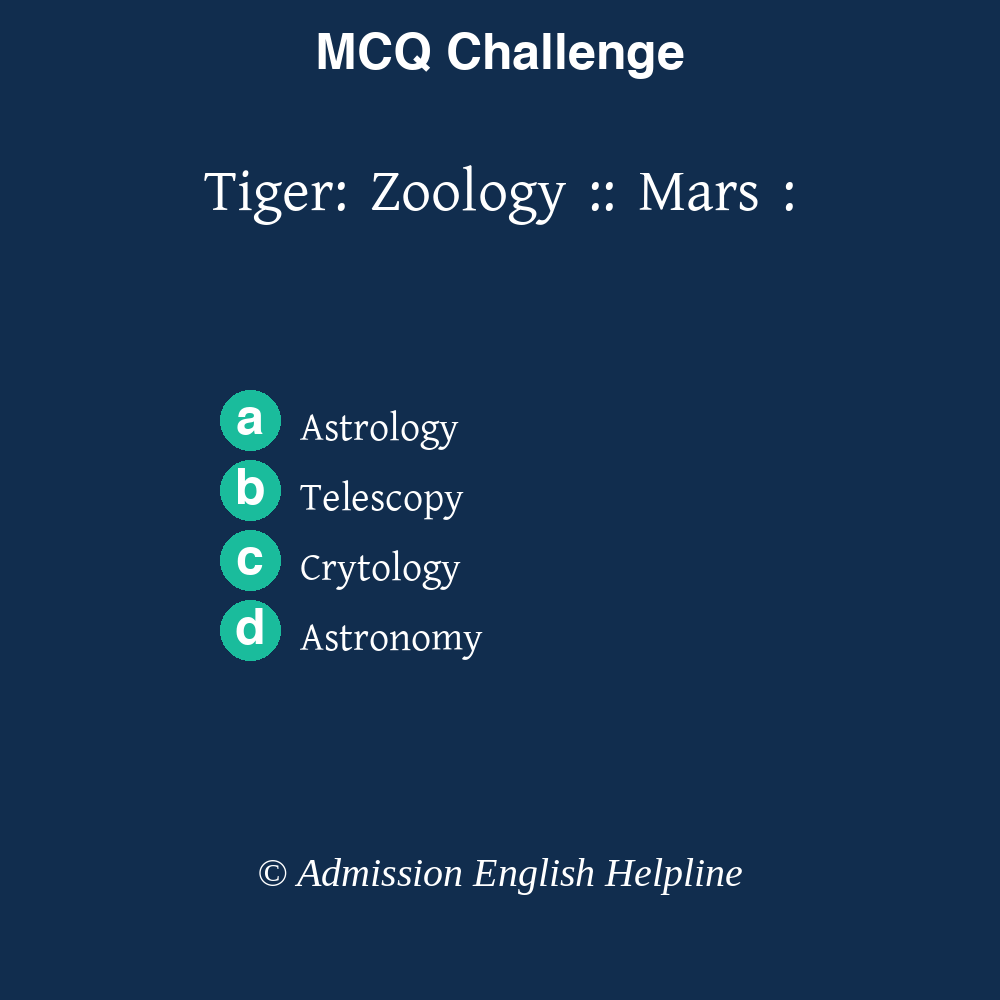 MCQ Challenge
Tiger: Zoology :: Mars :
a Astrology
b Telescopy
c Crytology
d Astronomy
© Admission English Helpline